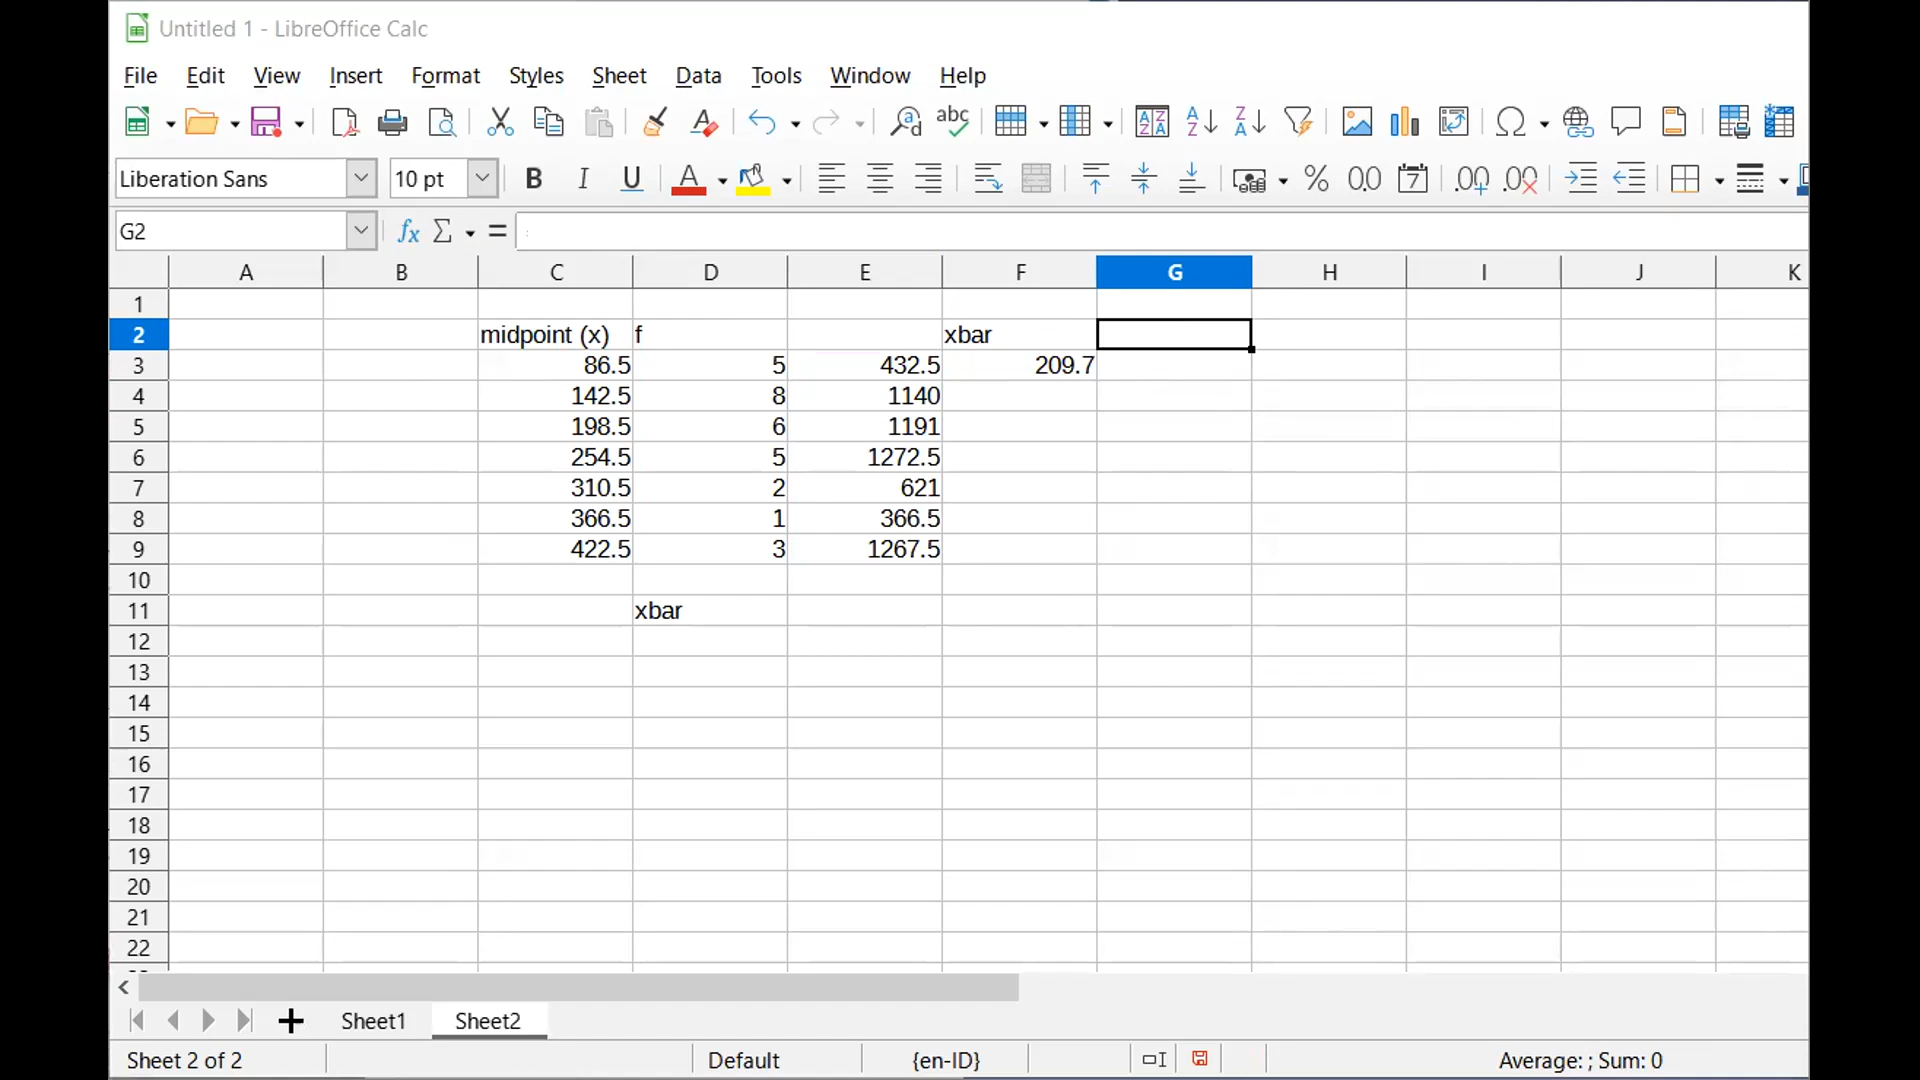 Untitled 1 - LibreOffice Calc
File Edit View Insert Format Styles Sheet Data Tools Window Help
Liberation Sans 10 pt
G2
A B C D E F G H I J K
1
2 midpoint (x) f xbar
3 86.5 5 432.5 209.7
4 142.5 8 1140
5 198.5 6 1191
6 254.5 5 1272.5
7 310.5 2 621
8 366.5 1 366.5
9 422.5 3 1267.5
10
11 xbar
12
13
14
15
16
17
18
19
20
21
22
Sheet1 Sheet2
Sheet 2 of 2 Default {en-ID} Average: ; Sum: 0